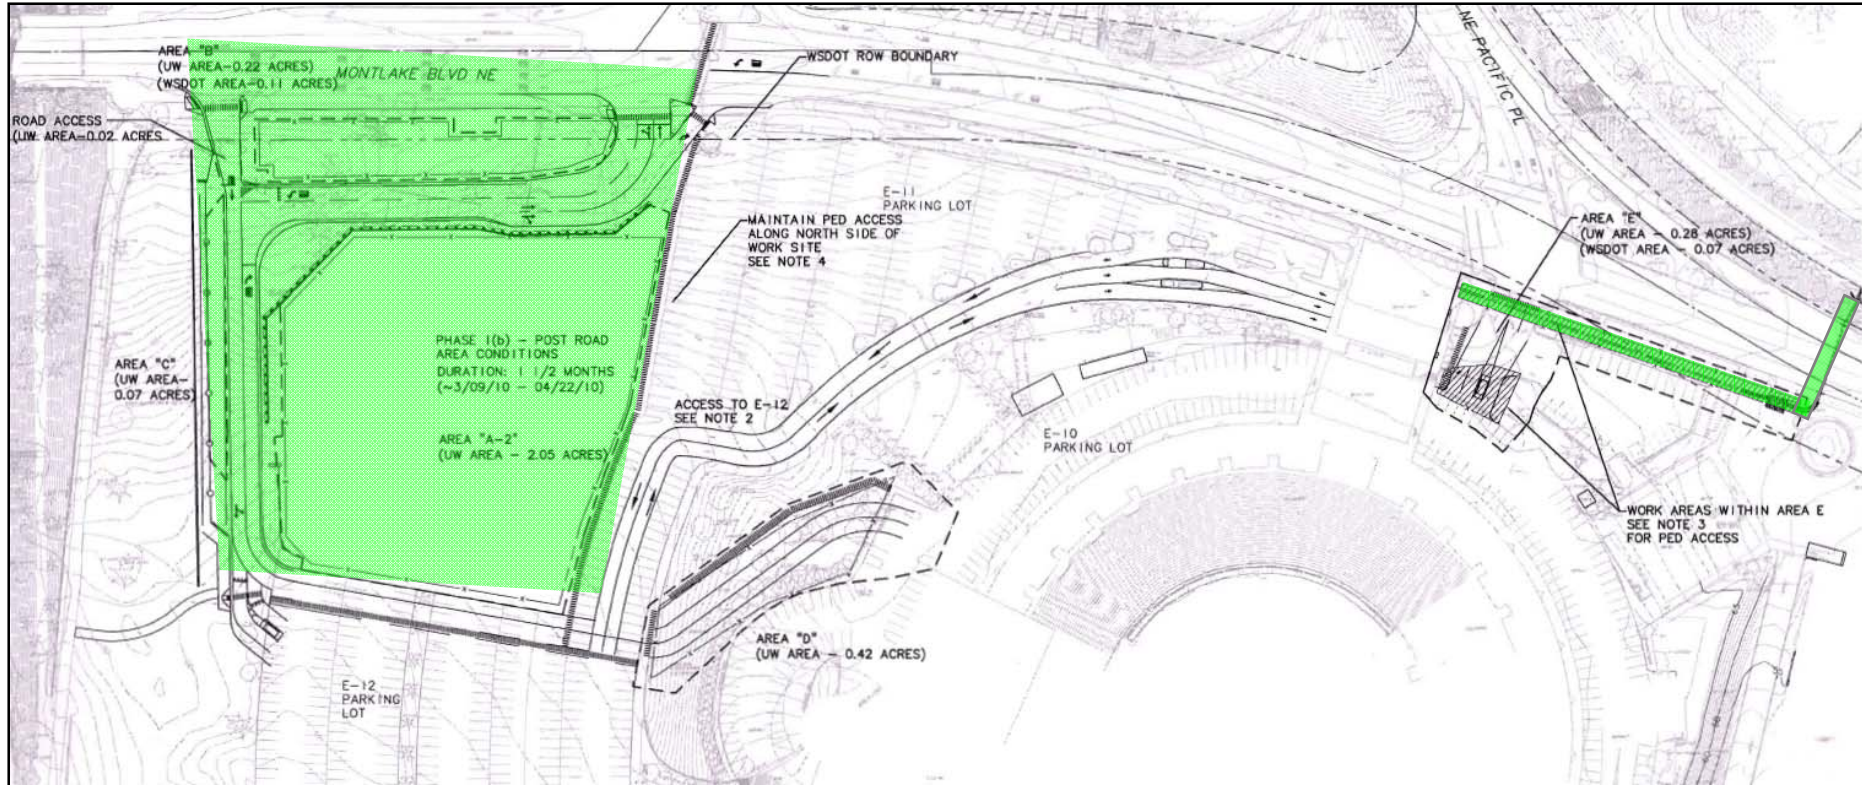 AREA "B"
(UW AREA-0.22 ACRES)
(WSDOT AREA-0.11 ACRES)
MONTLAKE BLVD NE
WSDOT ROW BOUNDARY
NE PACIFIC PL
ROAD ACCESS
(UW AREA-0.02 ACRES
E-11
PARKING LOT
MAINTAIN PED ACCESS
ALONG NORTH SIDE OF
WORK SITE
SEE NOTE 4
AREA "E"
(UW AREA - 0.28 ACRES)
(WSDOT AREA - 0.07 ACRES)
PHASE 1(b) - POST ROAD
AREA CONDITIONS
DURATION: 1 1/2 MONTHS
(~3/09/10 - 04/22/10)
AREA "C"
(UW AREA-
0.07 ACRES)
ACCESS TO E-12
SEE NOTE 2
AREA "A-2"
(UW AREA - 2.05 ACRES)
E-10
PARKING LOT
WORK AREAS WITHIN AREA E
SEE NOTE 3
FOR PED ACCESS
AREA "D"
(UW AREA - 0.42 ACRES)
E-12
PARKING
LOT